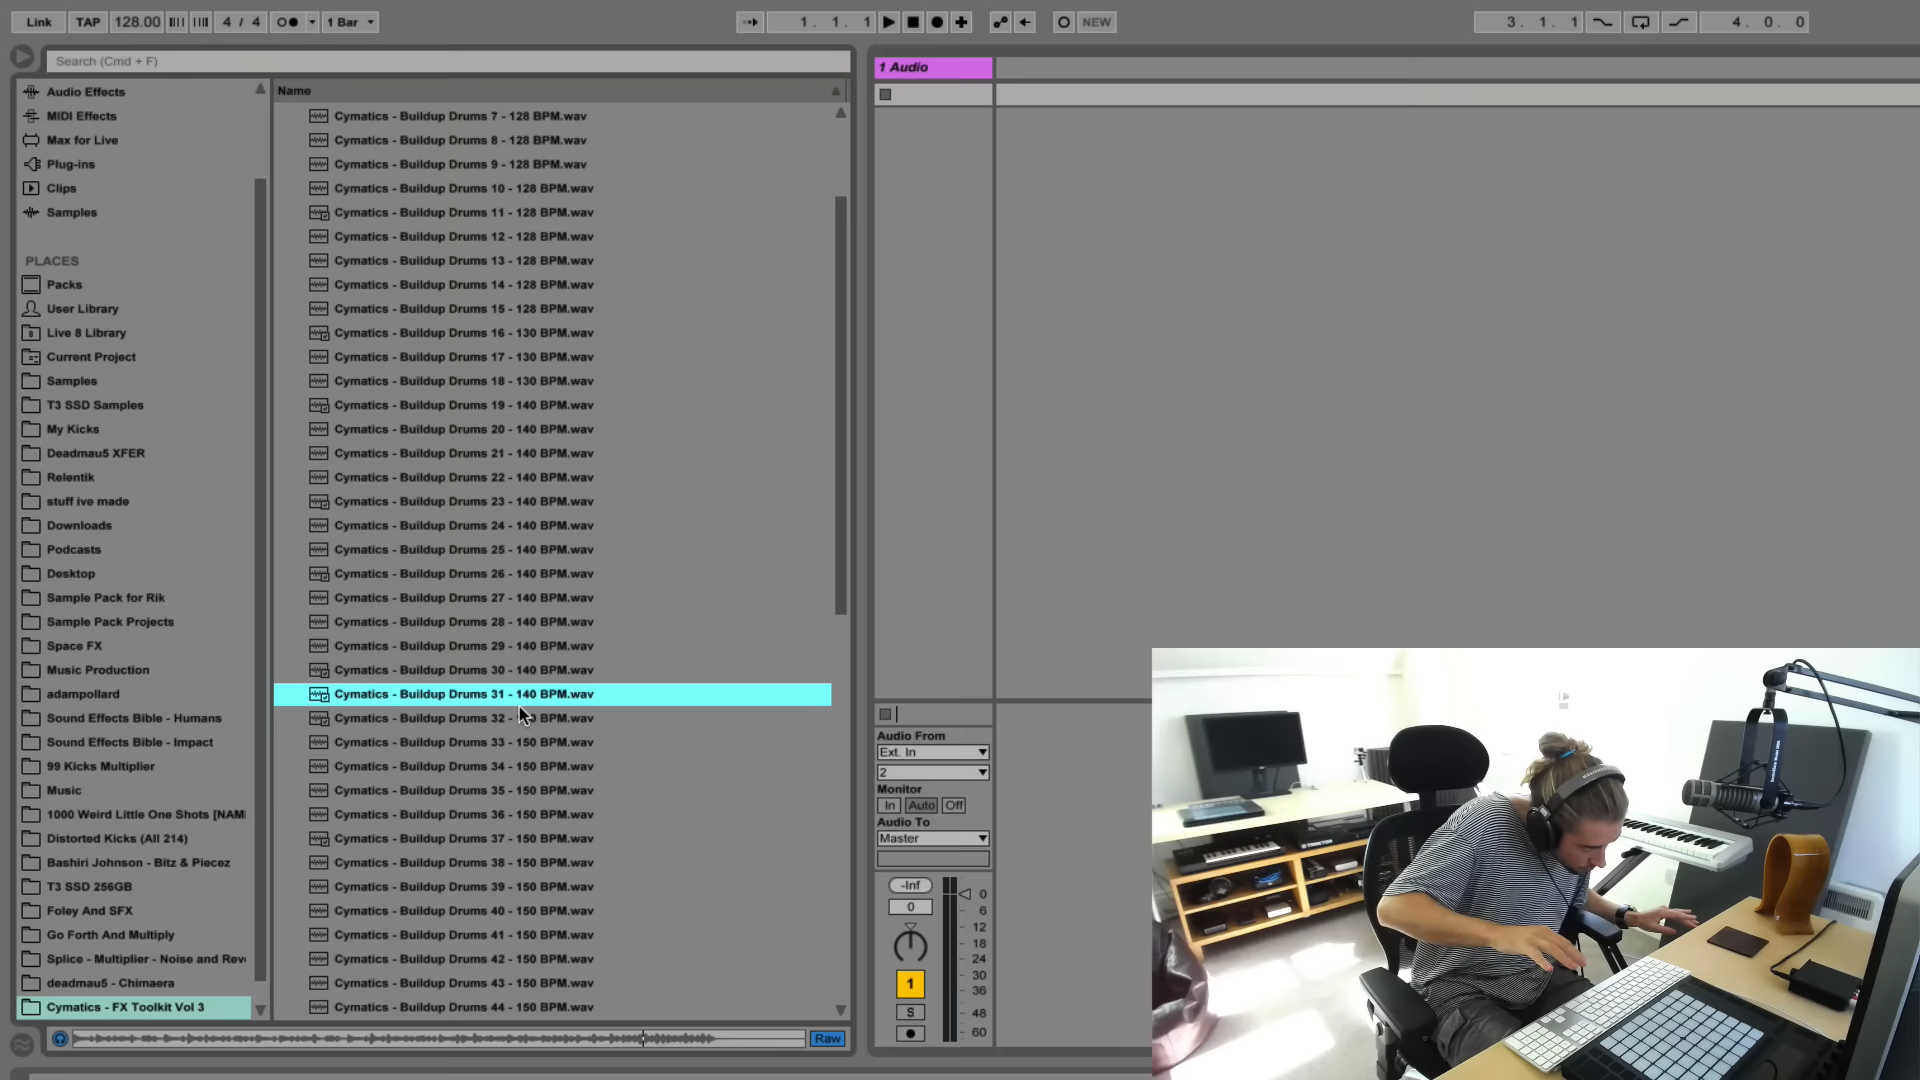 Link
TAP
128.00
4 / 4
1 Bar
1. 1. 1
NEW
3. 1. 1
4. 0. 0
Search (Cmd + F)
Audio Effects
MIDI Effects
Max for Live
Plug-ins
Clips
Samples
PLACES
Packs
User Library
Live 8 Library
Current Project
Samples
T3 SSD Samples
My Kicks
Deadmau5 XFER
Relentik
stuff ive made
Downloads
Podcasts
Desktop
Sample Pack for Rik
Sample Pack Projects
Space FX
Music Production
adampollard
Sound Effects Bible - Humans
Sound Effects Bible - Impact
99 Kicks Multiplier
Music
1000 Weird Little One Shots [NAM
Distorted Kicks (All 214)
Bashiri Johnson - Bitz & Piecez
T3 SSD 256GB
Foley And SFX
Go Forth And Multiply
Splice - Multiplier - Noise and Reve
deadmau5 - Chimaera
Cymatics - FX Toolkit Vol 3
Name
Cymatics - Buildup Drums 7 - 128 BPM.wav
Cymatics - Buildup Drums 8 - 128 BPM.wav
Cymatics - Buildup Drums 9 - 128 BPM.wav
Cymatics - Buildup Drums 10 - 128 BPM.wav
Cymatics - Buildup Drums 11 - 128 BPM.wav
Cymatics - Buildup Drums 12 - 128 BPM.wav
Cymatics - Buildup Drums 13 - 128 BPM.wav
Cymatics - Buildup Drums 14 - 128 BPM.wav
Cymatics - Buildup Drums 15 - 128 BPM.wav
Cymatics - Buildup Drums 16 - 130 BPM.wav
Cymatics - Buildup Drums 17 - 130 BPM.wav
Cymatics - Buildup Drums 18 - 130 BPM.wav
Cymatics - Buildup Drums 19 - 140 BPM.wav
Cymatics - Buildup Drums 20 - 140 BPM.wav
Cymatics - Buildup Drums 21 - 140 BPM.wav
Cymatics - Buildup Drums 22 - 140 BPM.wav
Cymatics - Buildup Drums 23 - 140 BPM.wav
Cymatics - Buildup Drums 24 - 140 BPM.wav
Cymatics - Buildup Drums 25 - 140 BPM.wav
Cymatics - Buildup Drums 26 - 140 BPM.wav
Cymatics - Buildup Drums 27 - 140 BPM.wav
Cymatics - Buildup Drums 28 - 140 BPM.wav
Cymatics - Buildup Drums 29 - 140 BPM.wav
Cymatics - Buildup Drums 30 - 140 BPM.wav
Cymatics - Buildup Drums 31 - 140 BPM.wav
Cymatics - Buildup Drums 32 - BPM.wav
Cymatics - Buildup Drums 33 - 150 BPM.wav
Cymatics - Buildup Drums 34 - 150 BPM.wav
Cymatics - Buildup Drums 35 - 150 BPM.wav
Cymatics - Buildup Drums 36 - 150 BPM.wav
Cymatics - Buildup Drums 37 - 150 BPM.wav
Cymatics - Buildup Drums 38 - 150 BPM.wav
Cymatics - Buildup Drums 39 - 150 BPM.wav
Cymatics - Buildup Drums 40 - 150 BPM.wav
Cymatics - Buildup Drums 41 - 150 BPM.wav
Cymatics - Buildup Drums 42 - 150 BPM.wav
Cymatics - Buildup Drums 43 - 150 BPM.wav
Cymatics - Buildup Drums 44 - 150 BPM.wav
Raw
1 Audio
Audio From
Ext. In
2
Monitor
In Auto Off
Audio To
Master
-Inf
0
1
S
0
6
12
18
24
30
36
48
60